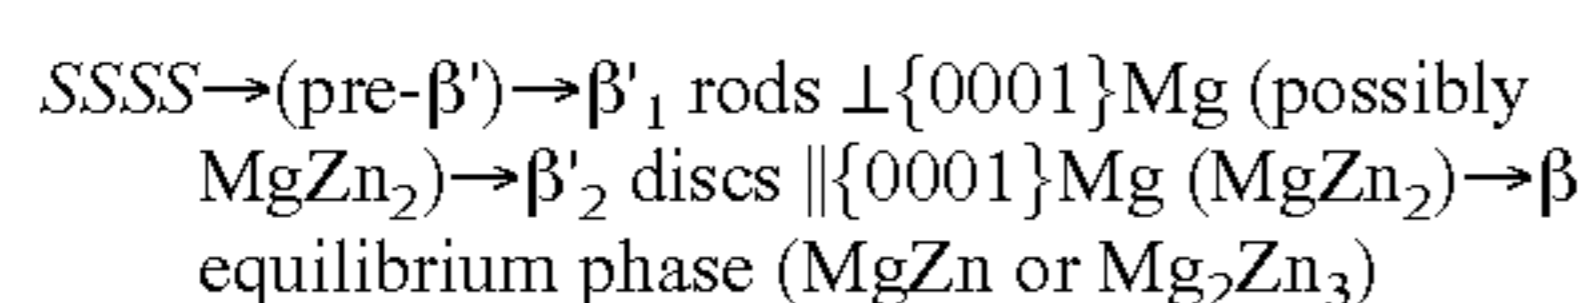 SSSS→(pre-β')→β'₁ rods ⊥{0001}Mg (possibly
MgZn₂)→β'₂ discs ∥{0001}Mg (MgZn₂)→β
equilibrium phase (MgZn or Mg₂Zn₃)